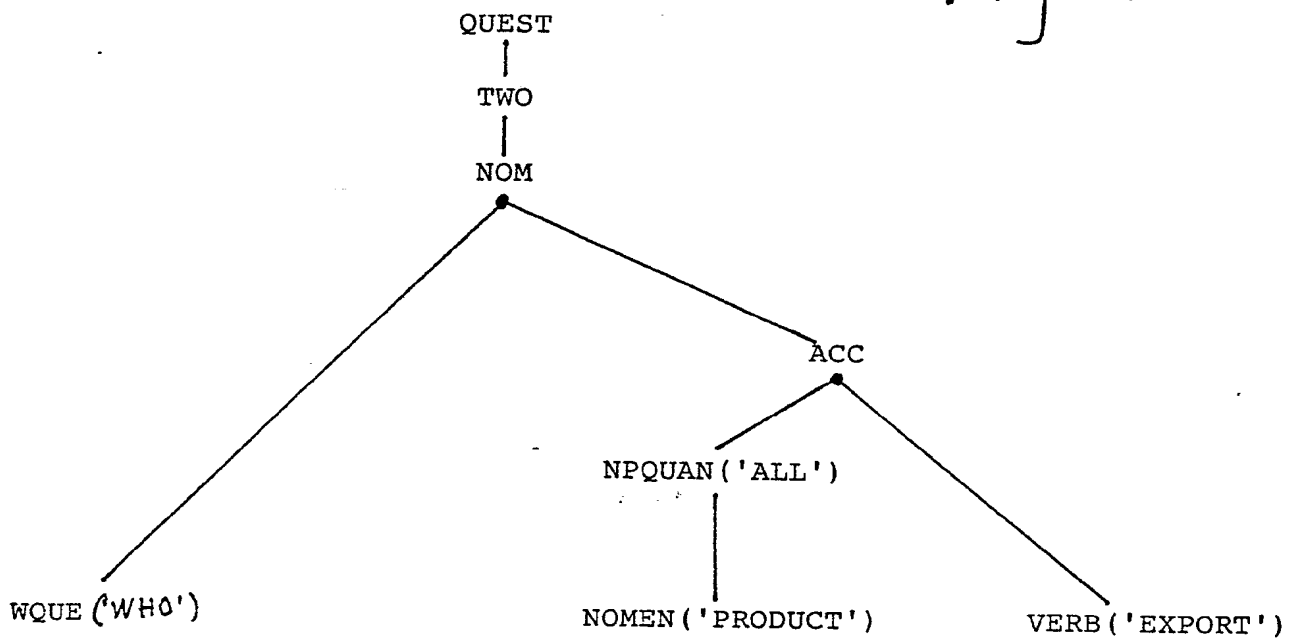 QUEST
TWO
NOM
ACC
NPQUAN('ALL')
WQUE('WHO')
NOMEN('PRODUCT')
VERB('EXPORT')